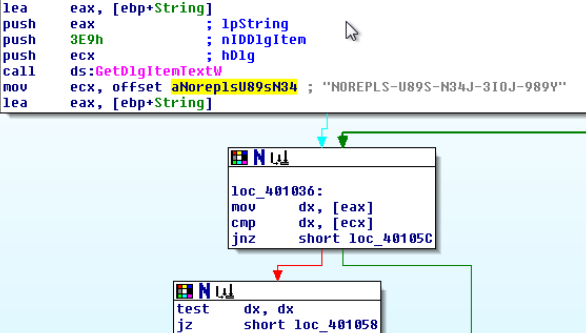 lea eax, [ebp+String]
push eax ; lpString
push 3E9h ; nIDDlgItem
push ecx ; hDlg
call ds:GetDlgItemTextW
mov ecx, offset aNoreplsU89sN34 ; "NOREPLS-U89S-N34J-3IOJ-989Y"
lea eax, [ebp+String]
loc_401036:
mov dx, [eax]
cmp dx, [ecx]
jnz short loc_40105C
test dx, dx
jz short loc_401058